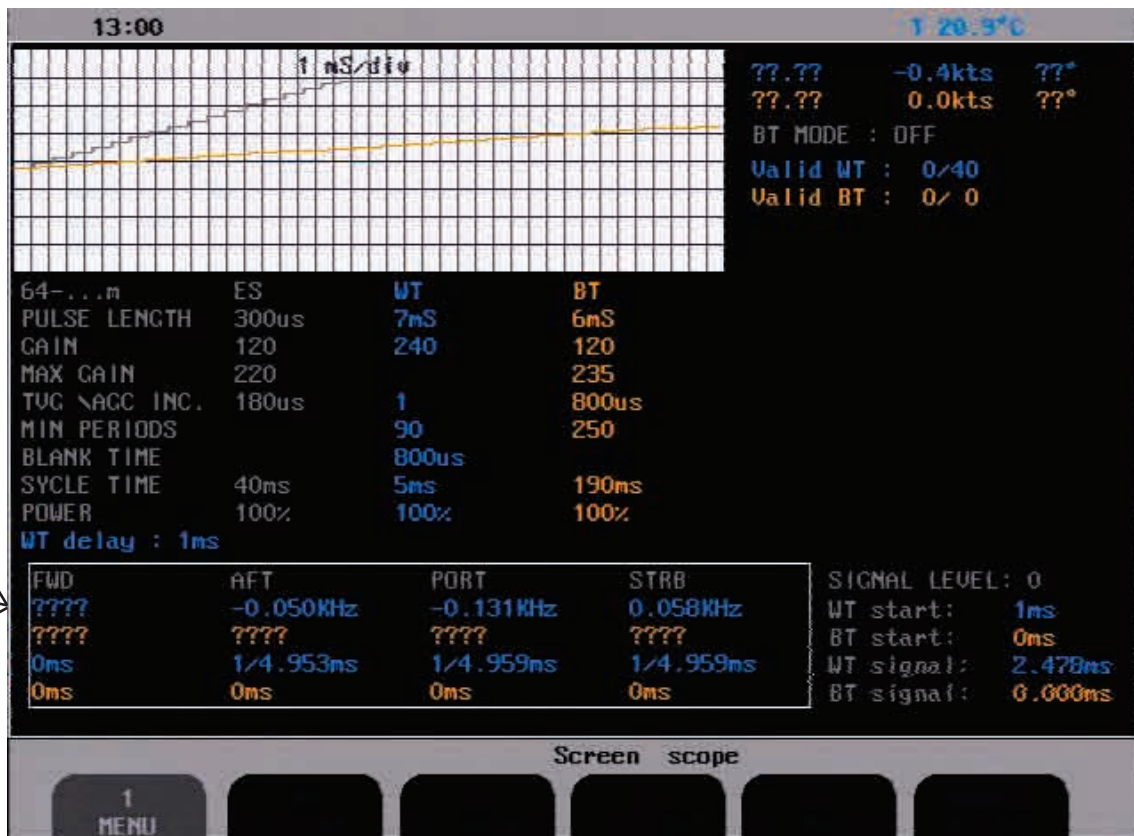 13:00 T 20.9°C
1 mS/div
??.?? -0.4kts ??°
??.?? 0.0kts ??°
BT MODE : OFF
Valid WT : 0/40
Valid BT : 0/ 0
64-...m ES WT BT
PULSE LENGTH 300us 7mS 6mS
GAIN 120 240 120
MAX GAIN 220 235
TVG \AGC INC. 180us 1 800us
MIN PERIODS 90 250
BLANK TIME 800us
SYCLE TIME 40ms 5ms 190ms
POWER 100% 100% 100%
WT delay : 1ms
FWD AFT PORT STRB
???? -0.050KHz -0.131KHz 0.058KHz
???? ???? ???? ????
0ms 1/4.953ms 1/4.959ms 1/4.959ms
0ms 0ms 0ms 0ms
SIGNAL LEVEL: 0
WT start: 1ms
BT start: 0ms
WT signal: 2.478ms
BT signal: 0.000ms
Screen scope
1
MENU